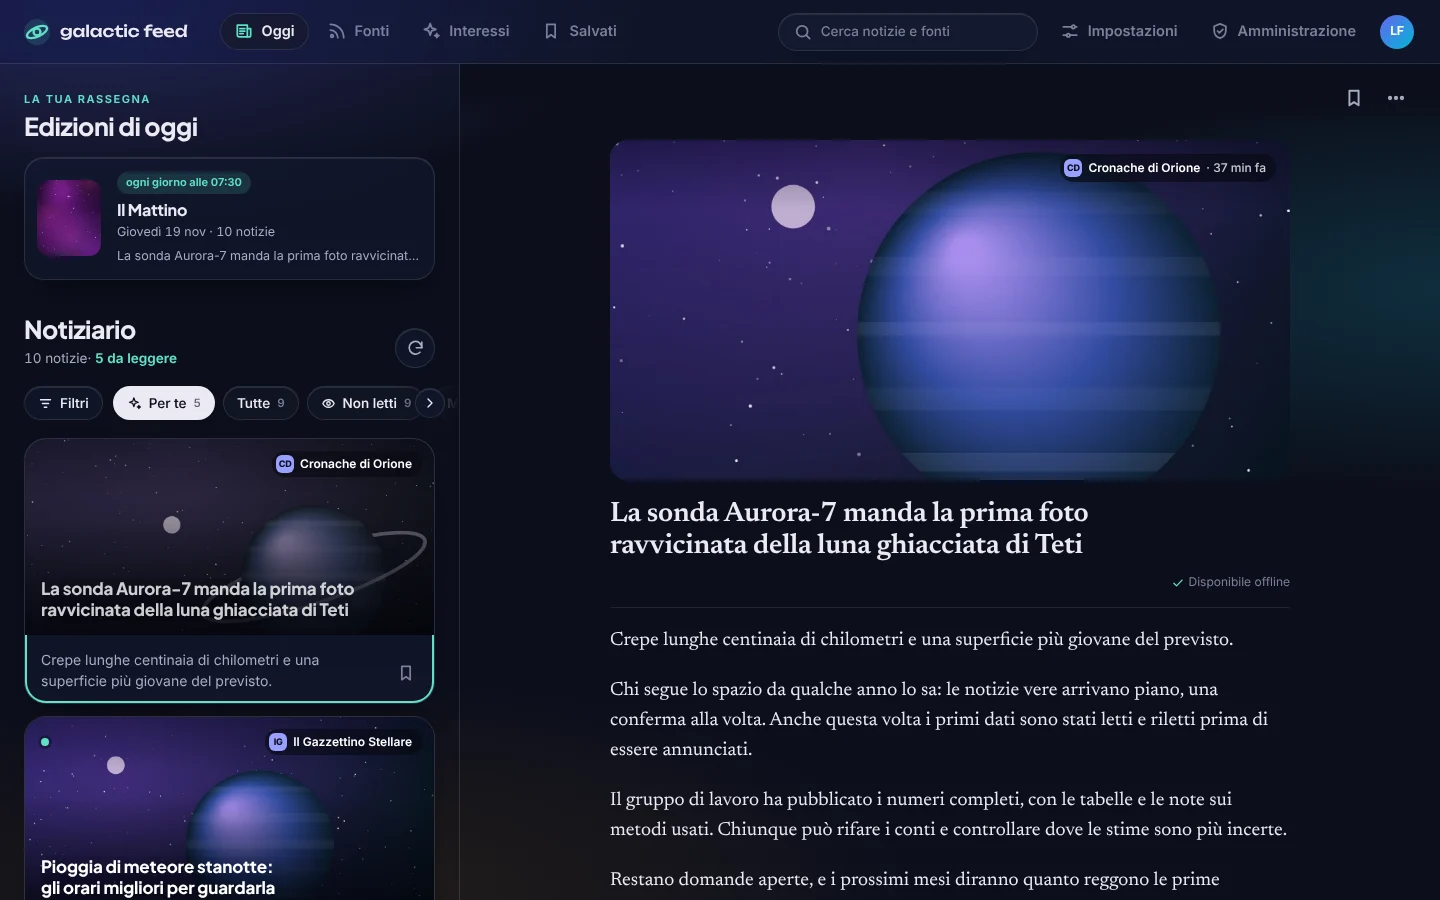 galactic feed
Oggi
Fonti
Interessi
Salvati
Cerca notizie e fonti
Impostazioni
Amministrazione
LF
LA TUA RASSEGNA
Edizioni di oggi
ogni giorno alle 07:30
Il Mattino
Giovedì 19 nov · 10 notizie
La sonda Aurora-7 manda la prima foto ravvicinat...
Notiziario
10 notizie· 5 da leggere
Filtri
Per te 5
Tutte 9
Non letti 9
CD Cronache di Orione
La sonda Aurora-7 manda la prima foto
ravvicinata della luna ghiacciata di Teti
Crepe lunghe centinaia di chilometri e una
superficie più giovane del previsto.
IG Il Gazzettino Stellare
Pioggia di meteore stanotte:
gli orari migliori per guardarla
CD Cronache di Orione · 37 min fa
La sonda Aurora-7 manda la prima foto
ravvicinata della luna ghiacciata di Teti
Disponibile offline
Crepe lunghe centinaia di chilometri e una superficie più giovane del previsto.
Chi segue lo spazio da qualche anno lo sa: le notizie vere arrivano piano, una
conferma alla volta. Anche questa volta i primi dati sono stati letti e riletti prima di
essere annunciati.
Il gruppo di lavoro ha pubblicato i numeri completi, con le tabelle e le note sui
metodi usati. Chiunque può rifare i conti e controllare dove le stime sono più incerte.
Restano domande aperte, e i prossimi mesi diranno quanto reggono le prime